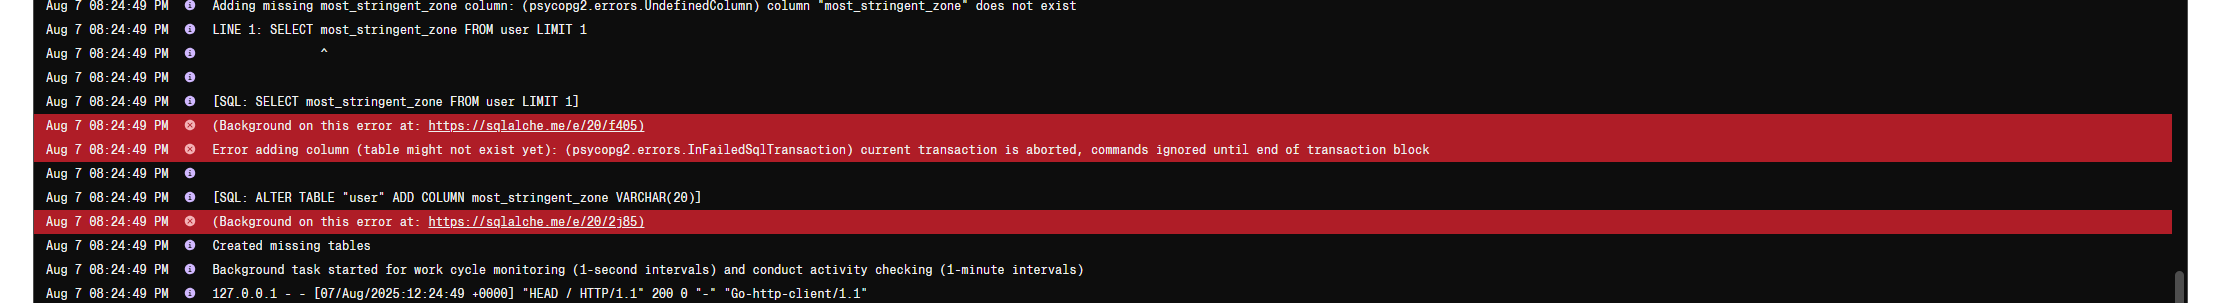 Aug 7 08:24:49 PM Adding missing most_stringent_zone column: (psycopg2.errors.UndefinedColumn) column "most_stringent_zone" does not exist
Aug 7 08:24:49 PM LINE 1: SELECT most_stringent_zone FROM user LIMIT 1
Aug 7 08:24:49 PM ^
Aug 7 08:24:49 PM
Aug 7 08:24:49 PM [SQL: SELECT most_stringent_zone FROM user LIMIT 1]
Aug 7 08:24:49 PM (Background on this error at: https://sqlalche.me/e/20/f405)
Aug 7 08:24:49 PM Error adding column (table might not exist yet): (psycopg2.errors.InFailedSqlTransaction) current transaction is aborted, commands ignored until end of transaction block
Aug 7 08:24:49 PM
Aug 7 08:24:49 PM [SQL: ALTER TABLE "user" ADD COLUMN most_stringent_zone VARCHAR(20)]
Aug 7 08:24:49 PM (Background on this error at: https://sqlalche.me/e/20/2j85)
Aug 7 08:24:49 PM Created missing tables
Aug 7 08:24:49 PM Background task started for work cycle monitoring (1-second intervals) and conduct activity checking (1-minute intervals)
Aug 7 08:24:49 PM 127.0.0.1 - - [07/Aug/2025:12:24:49 +0000] "HEAD / HTTP/1.1" 200 0 "-" "Go-http-client/1.1"